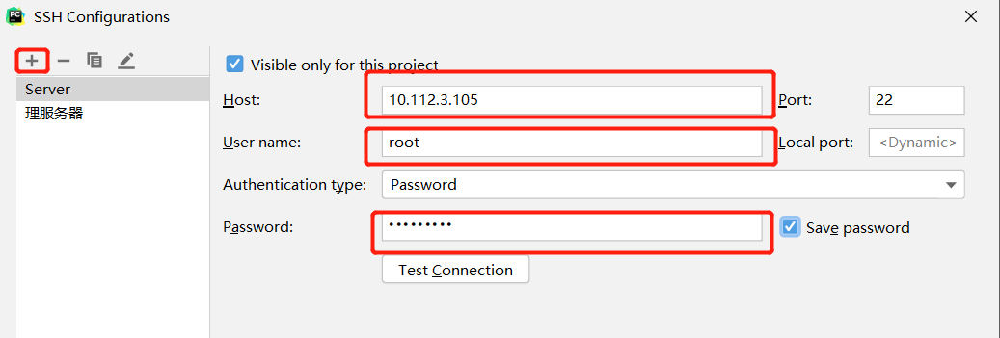 SSH Configurations
Visible only for this project
Server
理服务器
Host: 10.112.3.105 Port: 22
User name: root Local port: <Dynamic>
Authentication type: Password
Password: ••••••••• Save password
Test Connection